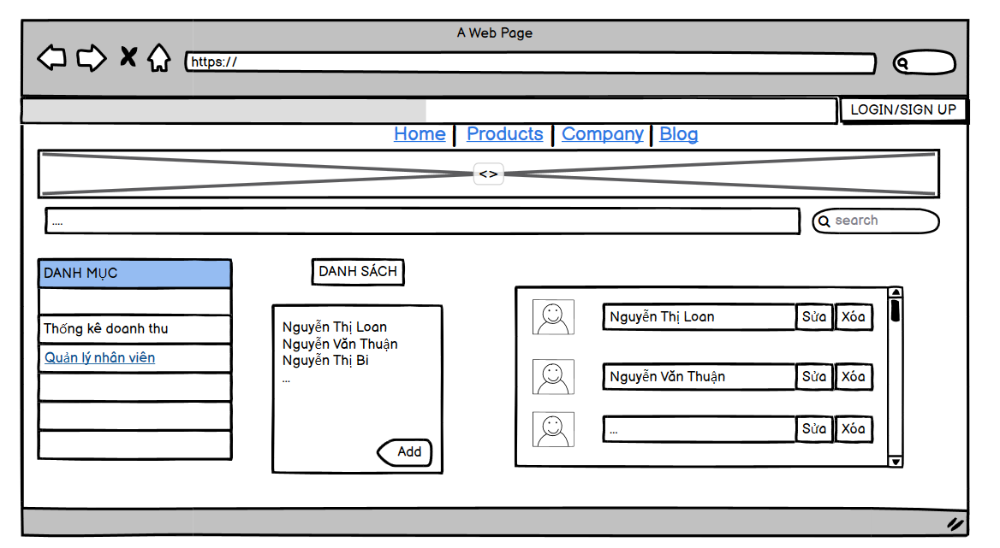 A Web Page
https://
LOGIN/SIGN UP
Home | Products | Company | Blog
<>
....
search
DANH MỤC
Thống kê doanh thu
Quản lý nhân viên
DANH SÁCH
Nguyễn Thị Loan
Nguyễn Văn Thuận
Nguyễn Thị Bi
...
Add
Nguyễn Thị Loan Sửa Xóa
Nguyễn Văn Thuận Sửa Xóa
... Sửa Xóa